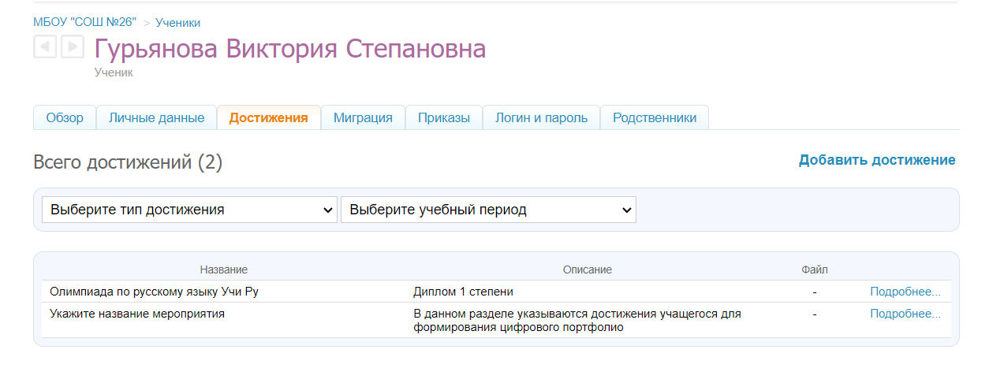 МБОУ "СОШ №26" > Ученики
Гурьянова Виктория Степановна
Ученик
Обзор Личные данные Достижения Миграция Приказы Логин и пароль Родственники
Всего достижений (2) Добавить достижение
Выберите тип достижения Выберите учебный период
Название Описание Файл
Олимпиада по русскому языку Учи Ру Диплом 1 степени - Подробнее...
Укажите название мероприятия В данном разделе указываются достижения учащегося для - Подробнее...
формирования цифрового портфолио